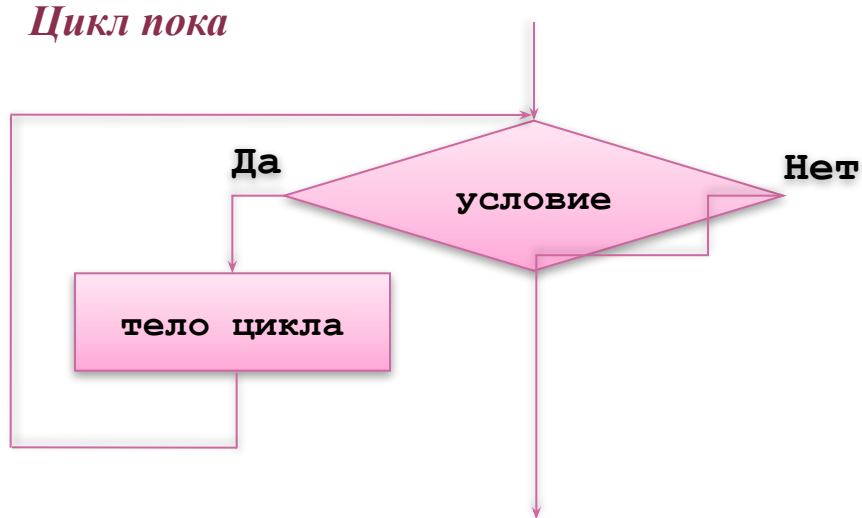 Цикл пока
Да
Нет
условие
тело цикла